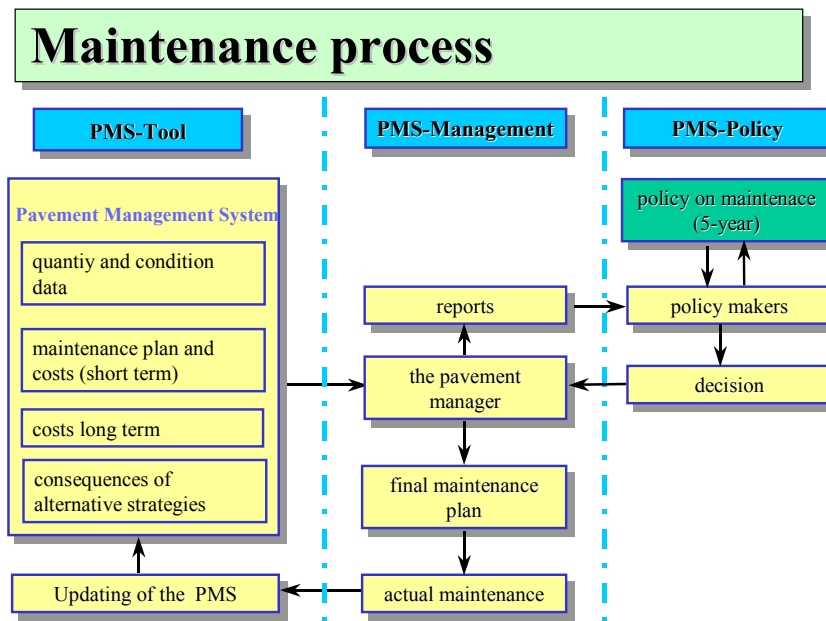 Maintenance process
PMS-Tool
PMS-Management
PMS-Policy
Pavement Management System
quantiy and condition
data
maintenance plan and
costs (short term)
costs long term
consequences of
alternative strategies
Updating of the PMS
reports
the pavement
manager
final maintenance
plan
actual maintenance
policy on maintenace
(5-year)
policy makers
decision